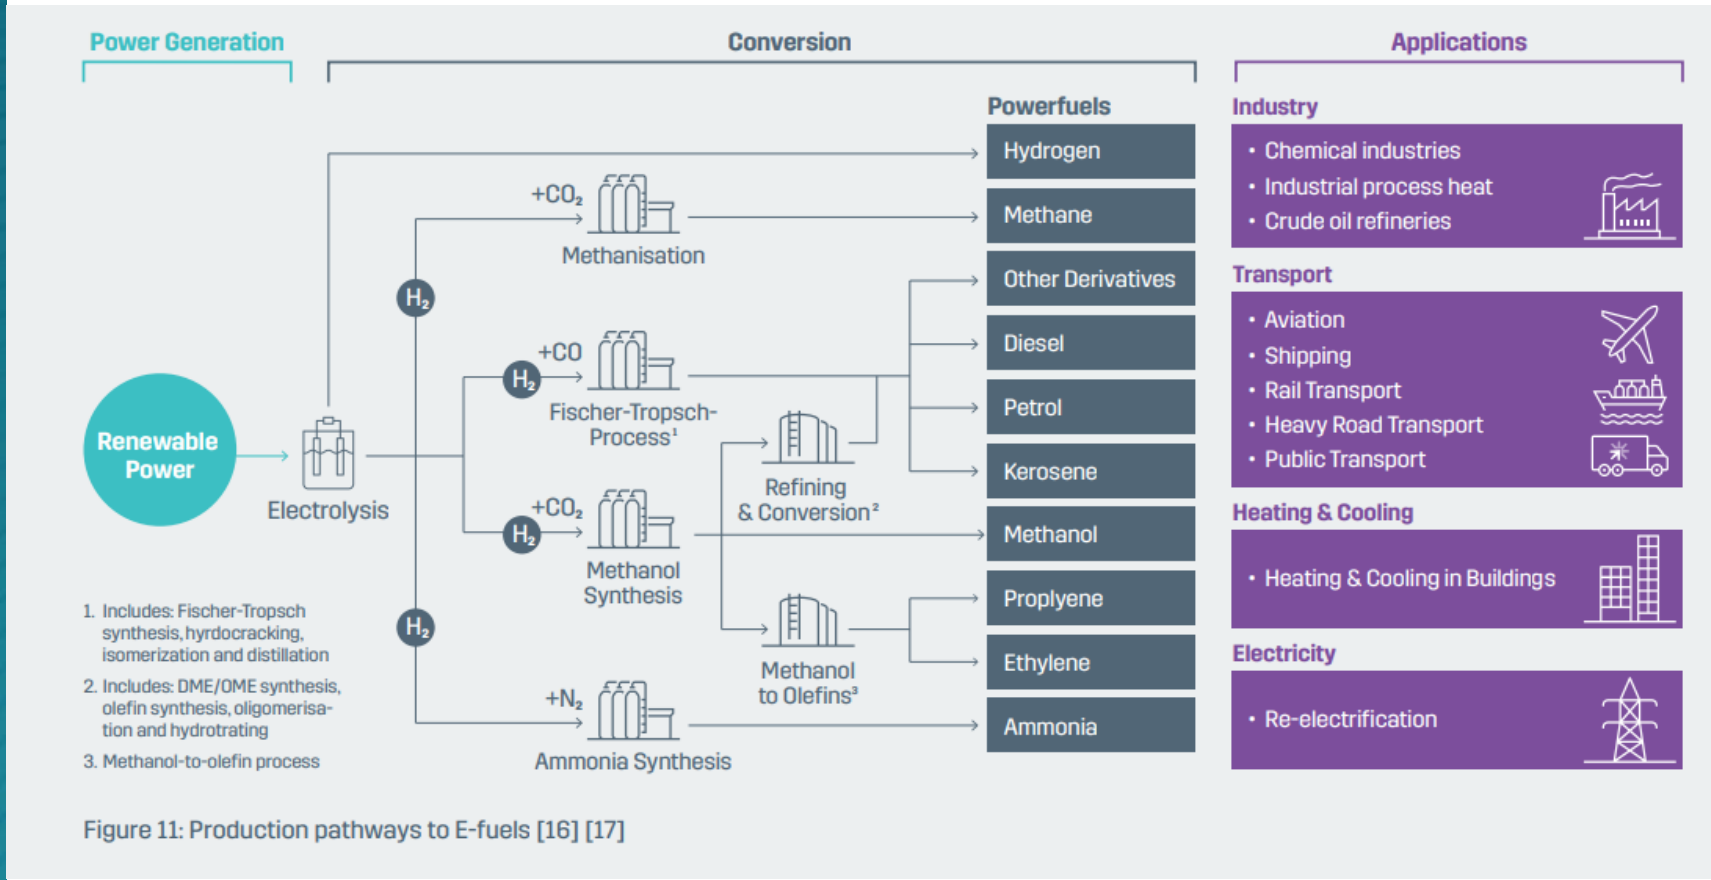 Power Generation
Conversion
Applications
Powerfuels
Hydrogen
Methane
Other Derivatives
Diesel
Petrol
Kerosene
Methanol
Proplyene
Ethylene
Ammonia
+CO₂
Methanisation
H₂
+CO
H₂
Fischer-Tropsch-
Process¹
Renewable
Power
Electrolysis
Refining
& Conversion²
+CO₂
H₂
Methanol
Synthesis
H₂
Methanol
to Olefins³
+N₂
Ammonia Synthesis
Industry
• Chemical industries
• Industrial process heat
• Crude oil refineries
Transport
• Aviation
• Shipping
• Rail Transport
• Heavy Road Transport
• Public Transport
Heating & Cooling
• Heating & Cooling in Buildings
Electricity
• Re-electrification
1. Includes: Fischer-Tropsch
synthesis, hyrdocracking,
isomerization and distillation
2. Includes: DME/OME synthesis,
olefin synthesis, oligomerisa-
tion and hydrotrating
3. Methanol-to-olefin process
Figure 11: Production pathways to E-fuels [16] [17]